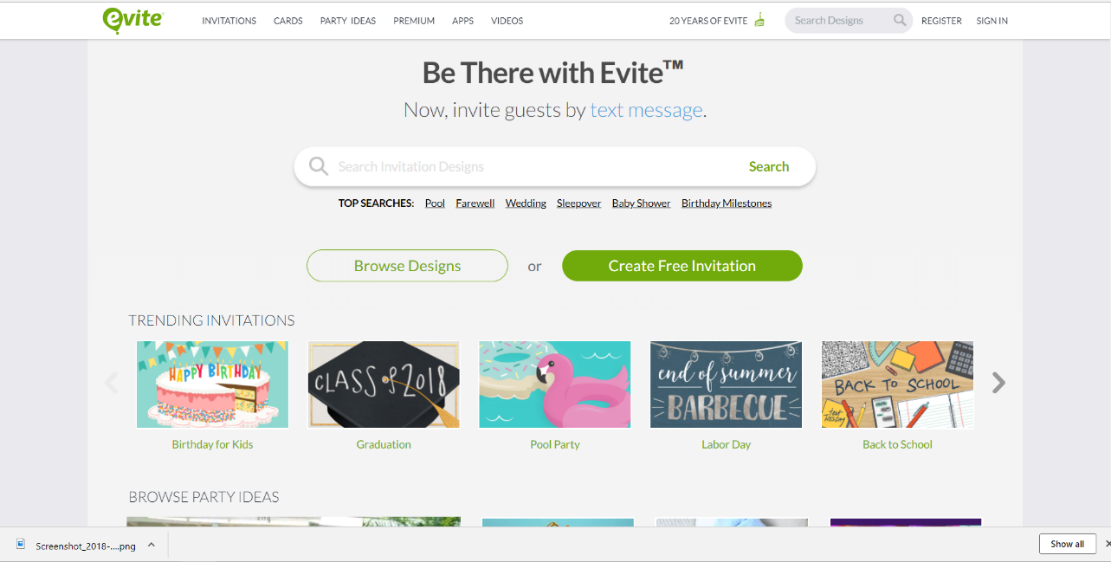 evite
INVITATIONS CARDS PARTY IDEAS PREMIUM APPS VIDEOS 20 YEARS OF EVITE Search Designs REGISTER SIGN IN
Be There with Evite™
Now, invite guests by text message.
Search Invitation Designs Search
TOP SEARCHES: Pool Farewell Wedding Sleepover Baby Shower Birthday Milestones
Browse Designs or Create Free Invitation
TRENDING INVITATIONS
HAPPY BIRTHDAY
CLASS OF 2018
end of summer
BARBECUE
BACK TO SCHOOL
Birthday for Kids Graduation Pool Party Labor Day Back to School
BROWSE PARTY IDEAS
Screenshot_2018-....png Show all